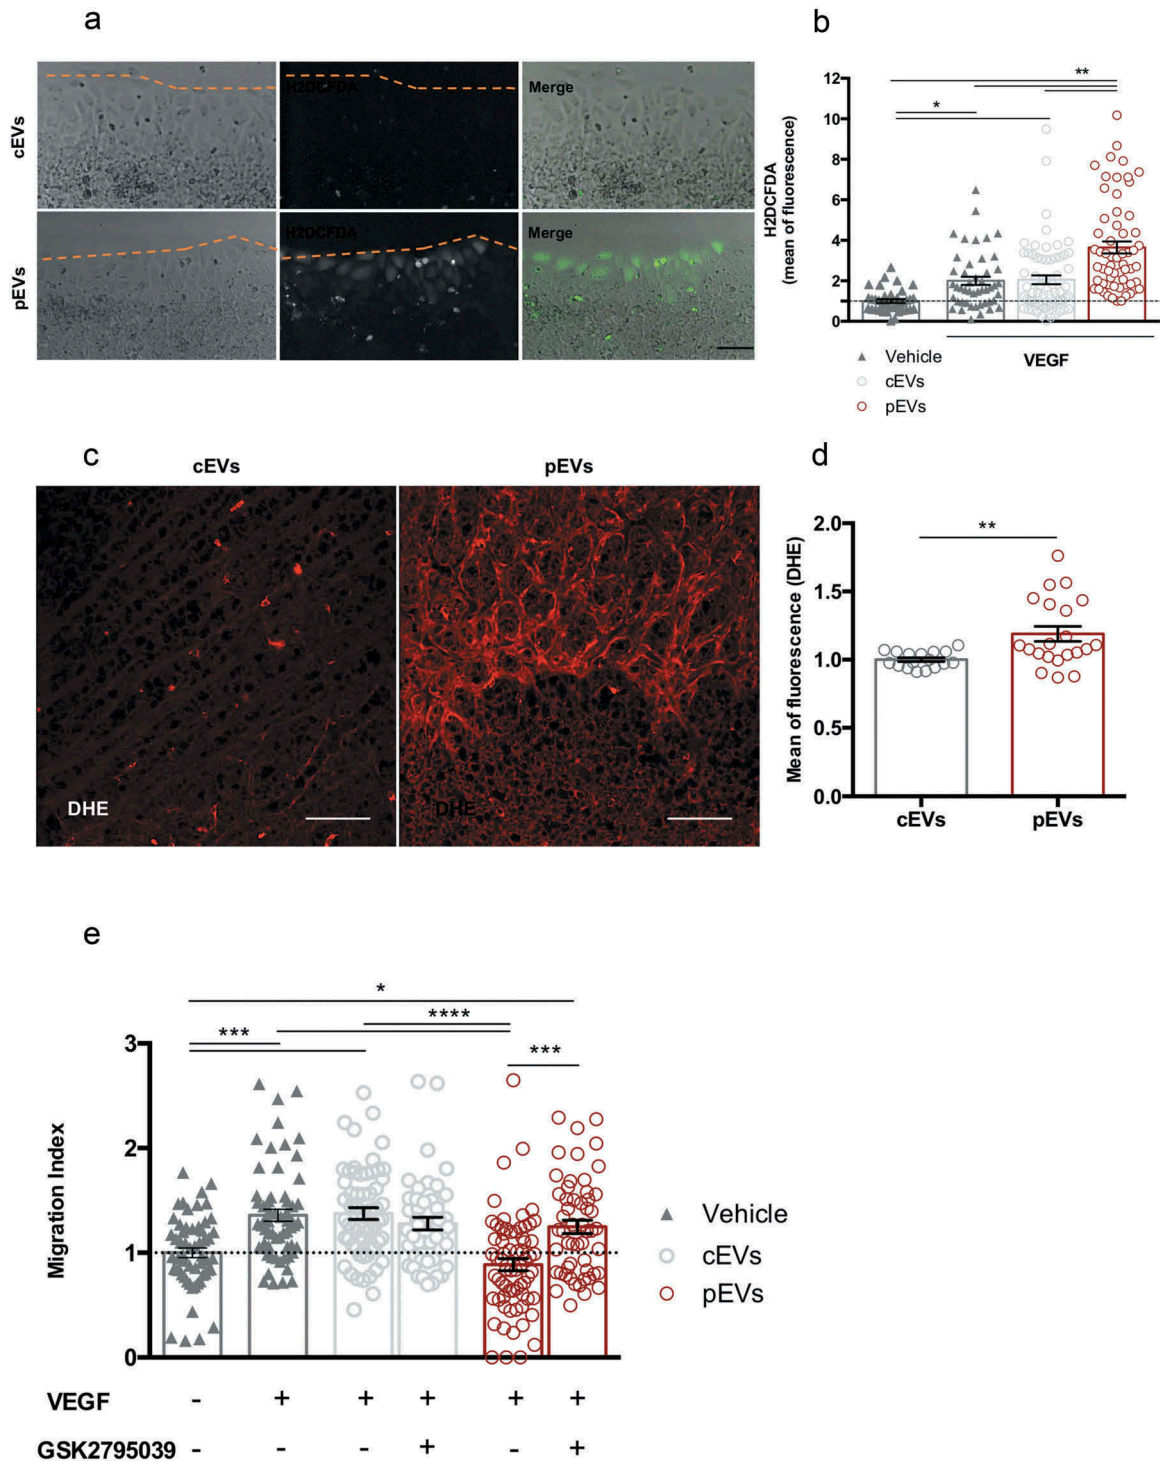 a
cEVs
H2DCFDA
Merge
pEVs
H2DCFDA
Merge
b
H2DCFDA
(mean of fluorescence)
12
10
8
6
4
2
0
*
**
VEGF
Vehicle
cEVs
pEVs
c
cEVs
pEVs
DHE
DHE
d
Mean of fluorescence (DHE)
2.0
1.5
1.0
0.5
0.0
**
cEVs
pEVs
e
Migration Index
3
2
1
0
*
***
****
***
Vehicle
cEVs
pEVs
VEGF - + + + + +
GSK2795039 - - - + - +